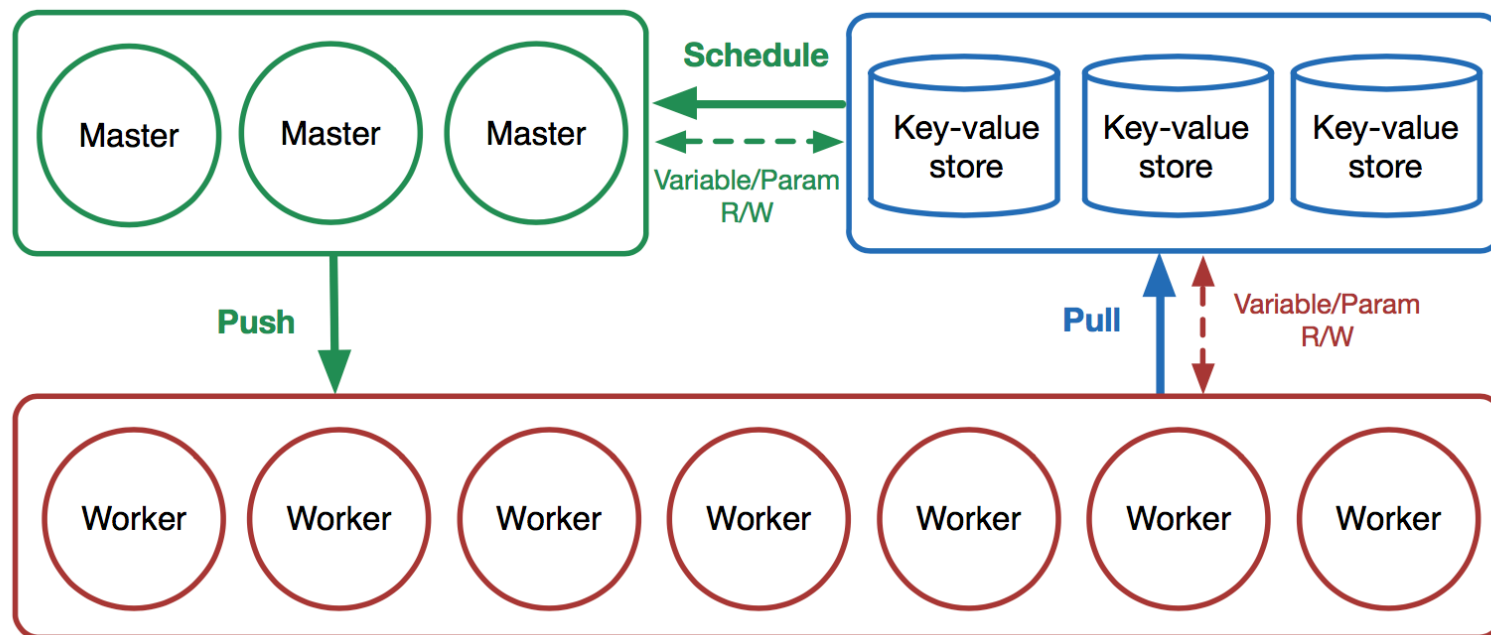 Master
Master
Master
Schedule
Variable/Param
R/W
Key-value
store
Key-value
store
Key-value
store
Push
Pull
Variable/Param
R/W
Worker
Worker
Worker
Worker
Worker
Worker
Worker